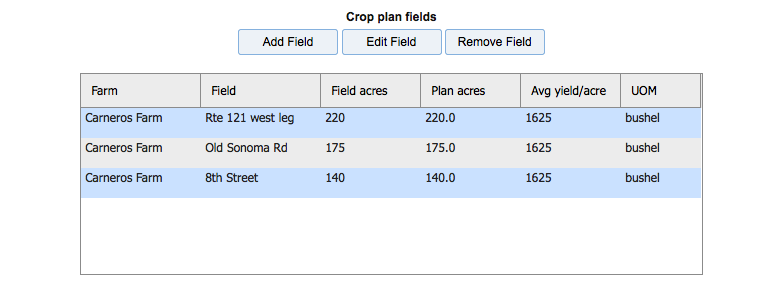 Crop plan fields
Add Field Edit Field Remove Field
Farm Field Field acres Plan acres Avg yield/acre UOM
Carneros Farm Rte 121 west leg 220 220.0 1625 bushel
Carneros Farm Old Sonoma Rd 175 175.0 1625 bushel
Carneros Farm 8th Street 140 140.0 1625 bushel